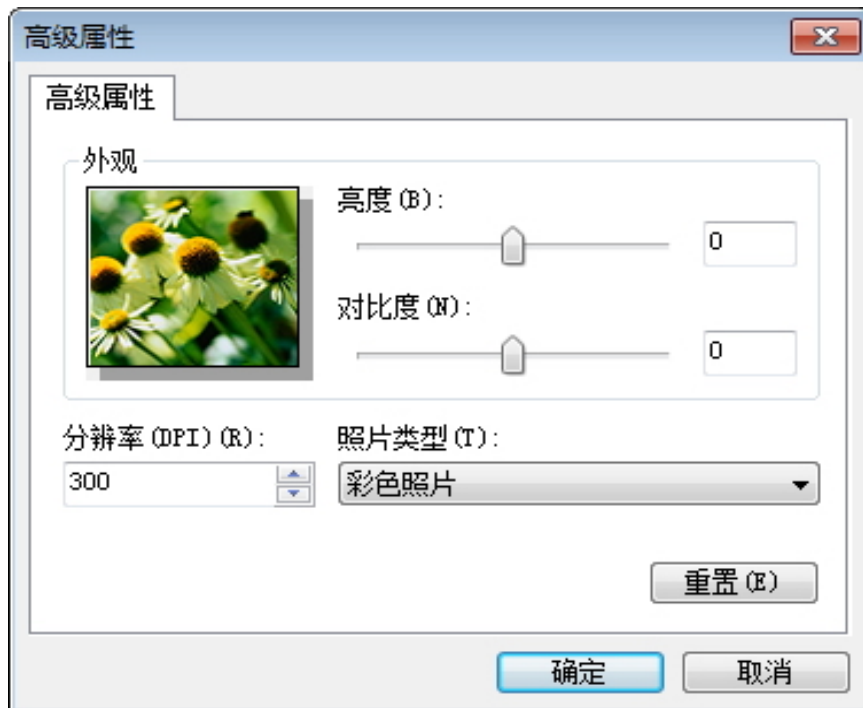 高级属性
高级属性
外观
亮度(B):
0
对比度(N):
0
分辨率(DPI)(R):
照片类型(T):
300
彩色照片
重置(E)
确定
取消